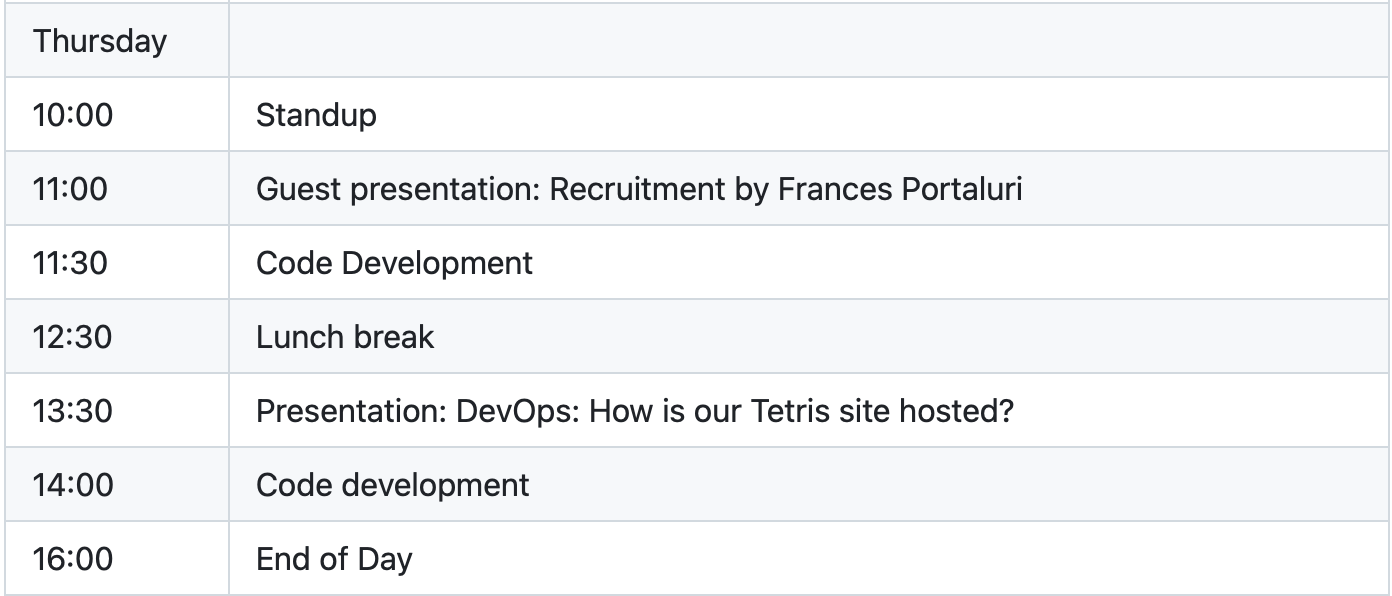 Thursday
10:00 Standup
11:00 Guest presentation: Recruitment by Frances Portaluri
11:30 Code Development
12:30 Lunch break
13:30 Presentation: DevOps: How is our Tetris site hosted?
14:00 Code development
16:00 End of Day